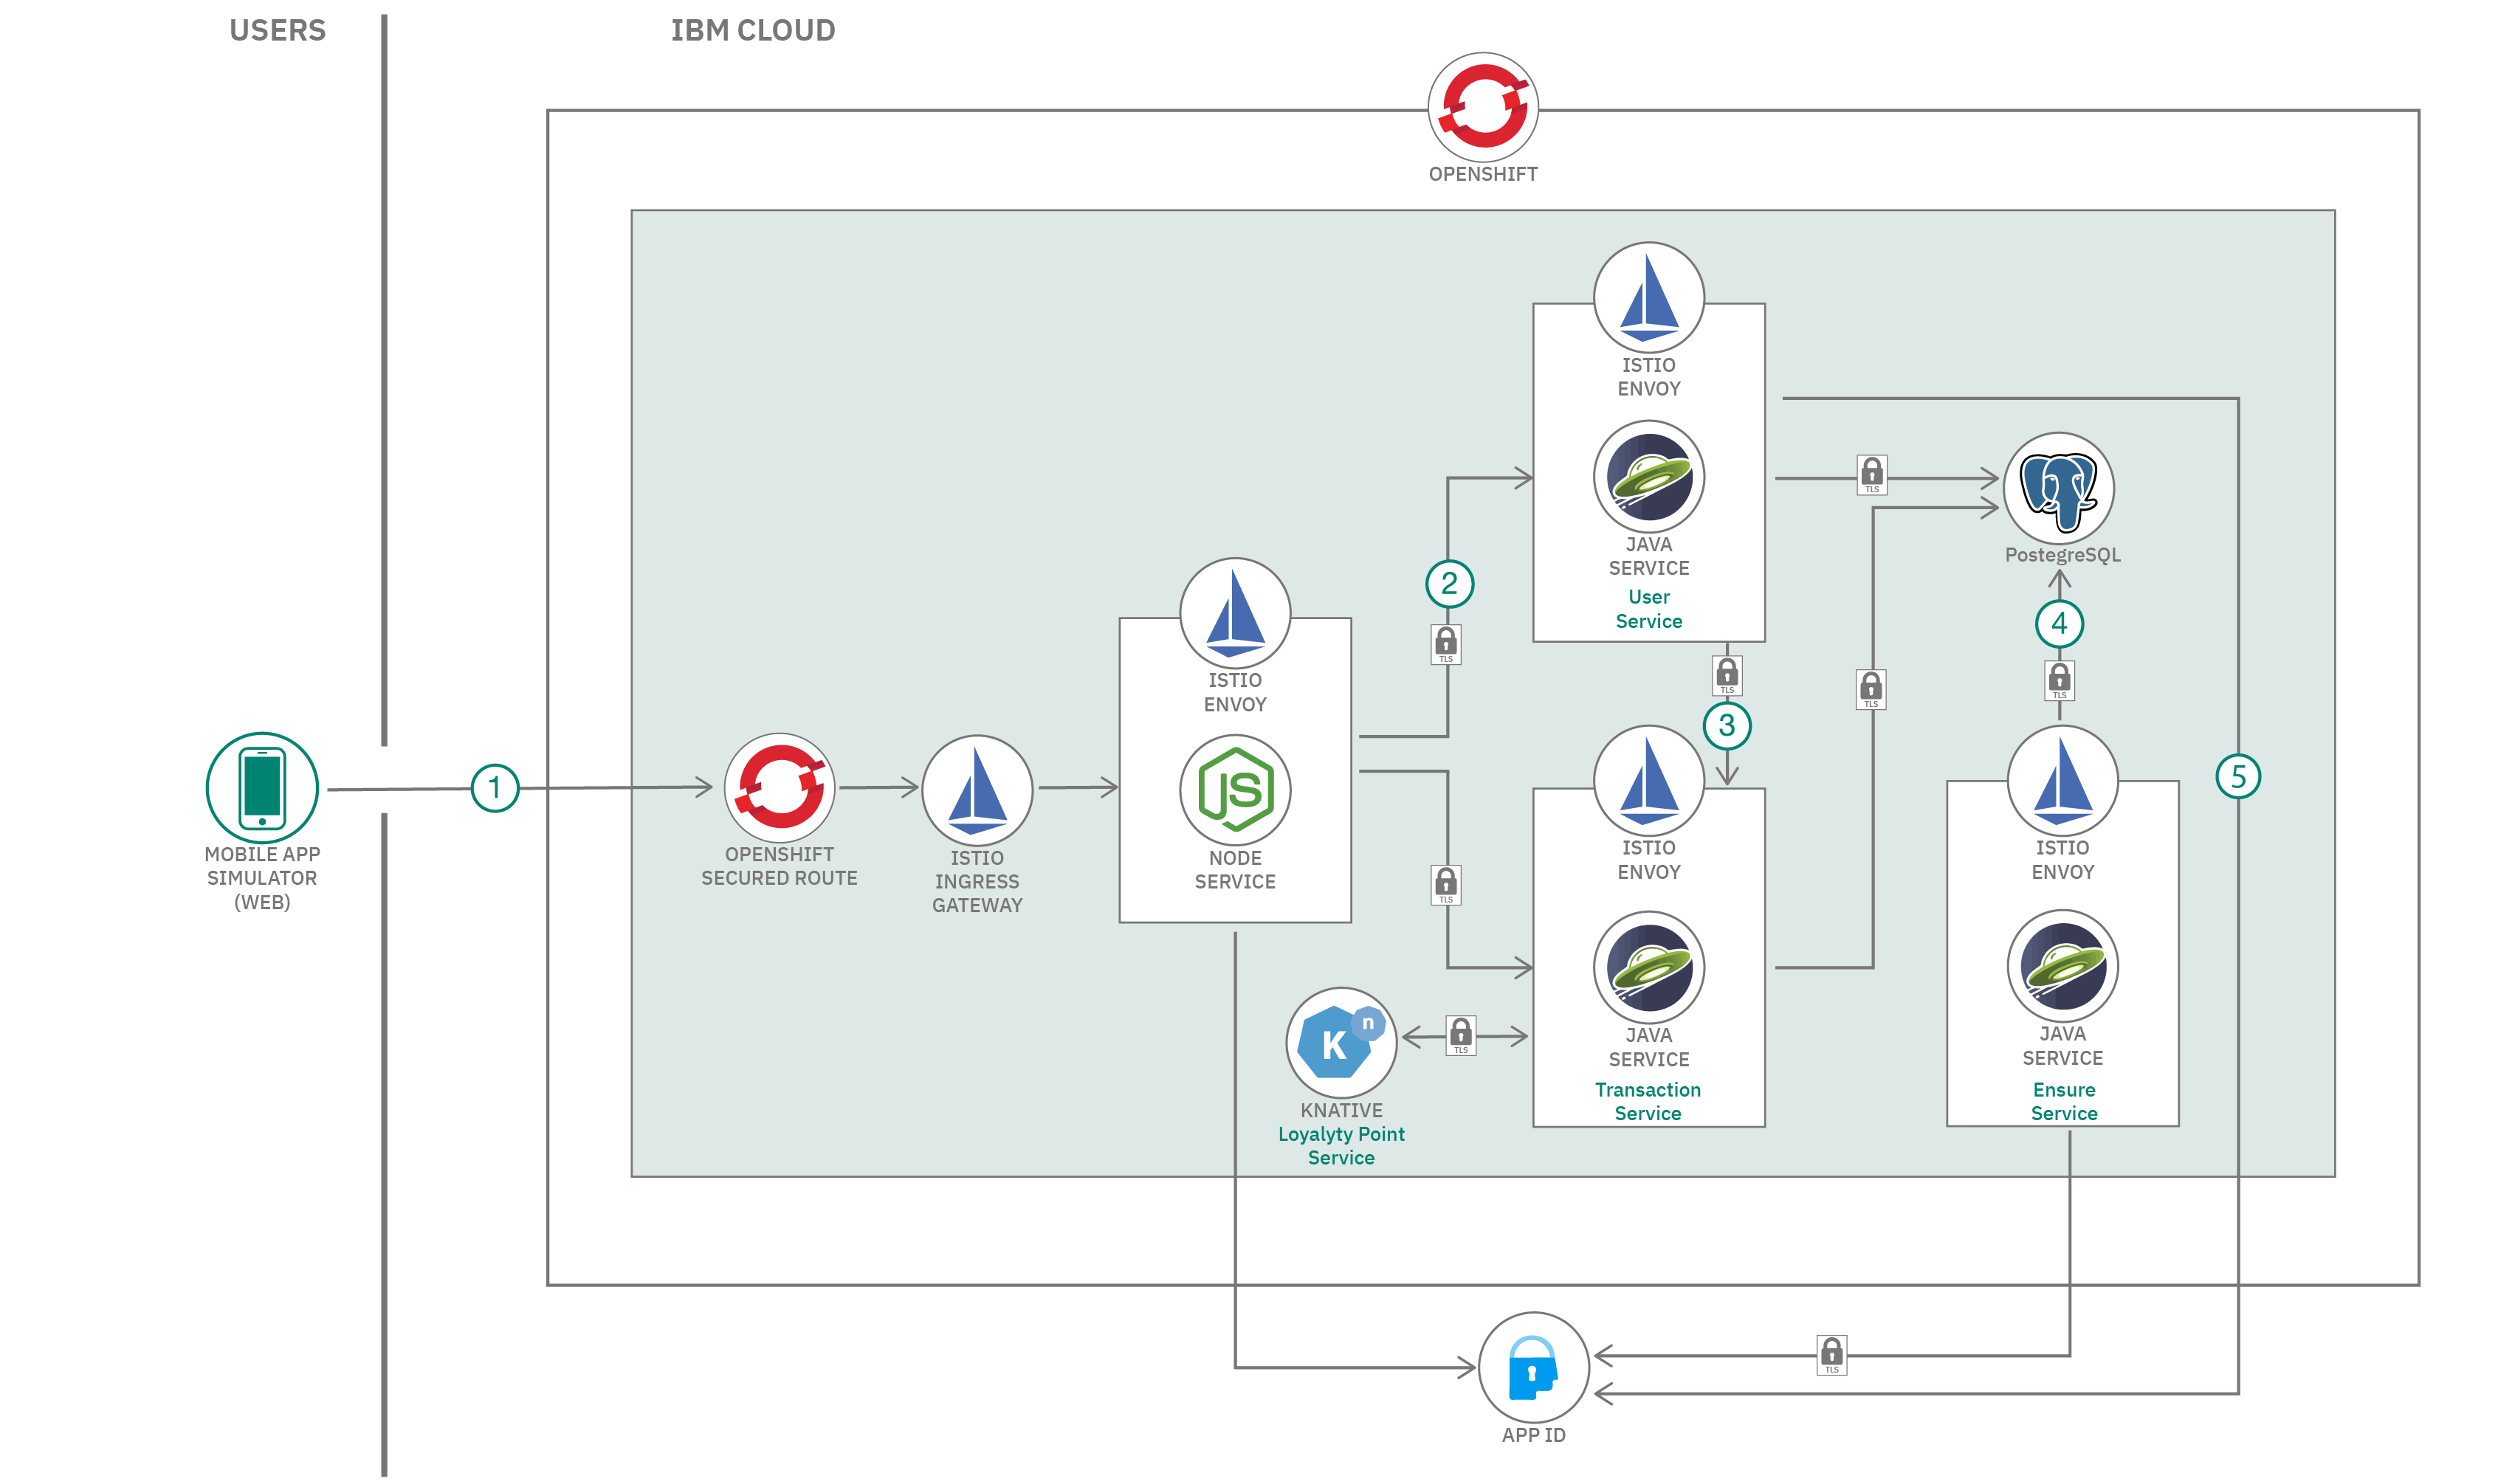 USERS
IBM CLOUD
OPENSHIFT
ISTIO
ENVOY
JAVA
SERVICE
User
Service
TLS
PostegreSQL
2
TLS
4
TLS
ISTIO
ENVOY
JS
NODE
SERVICE
TLS
3
TLS
1
MOBILE APP
SIMULATOR
(WEB)
OPENSHIFT
SECURED ROUTE
ISTIO
INGRESS
GATEWAY
5
TLS
ISTIO
ENVOY
JAVA
SERVICE
Transaction
Service
ISTIO
ENVOY
JAVA
SERVICE
Ensure
Service
K
n
TLS
KNATIVE
Loyalyty Point
Service
TLS
APP ID